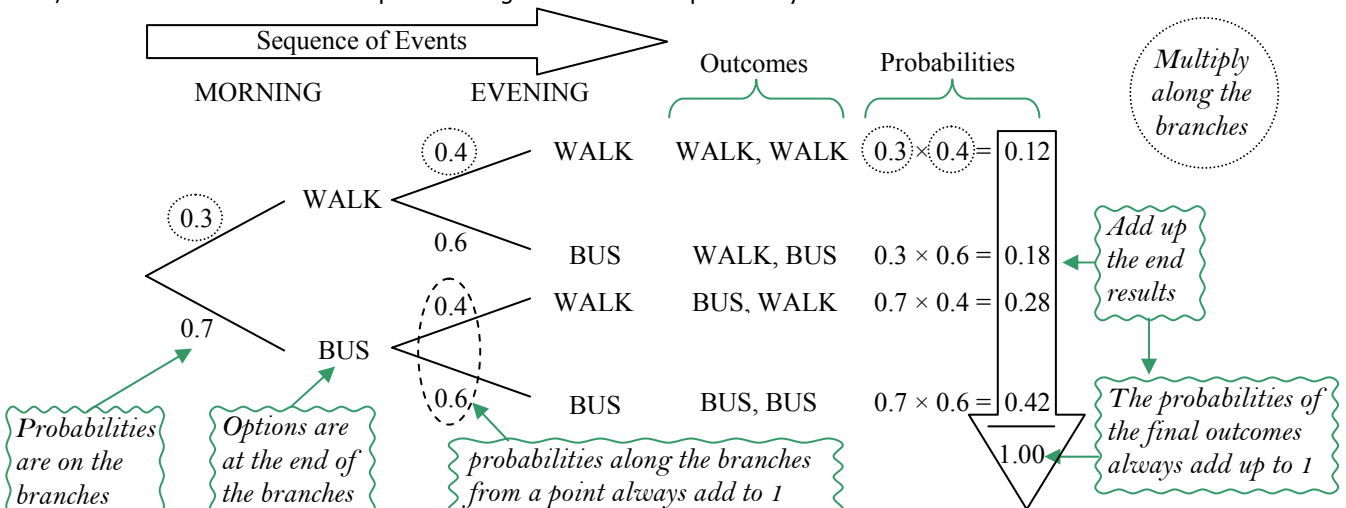 Sequence of Events
MORNING
EVENING
Outcomes
Probabilities
Multiply
along the
branches
0.4
WALK
WALK, WALK
0.3 × 0.4 = 0.12
0.3
WALK
0.6
BUS
WALK, BUS
0.3 × 0.6 = 0.18
Add up
the end
results
0.7
BUS
0.4
WALK
BUS, WALK
0.7 × 0.4 = 0.28
0.6
BUS
BUS, BUS
0.7 × 0.6 = 0.42
1.00
Probabilities
are on the
branches
Options are
at the end of
the branches
probabilities along the branches
from a point always add to 1
The probabilities of
the final outcomes
always add up to 1